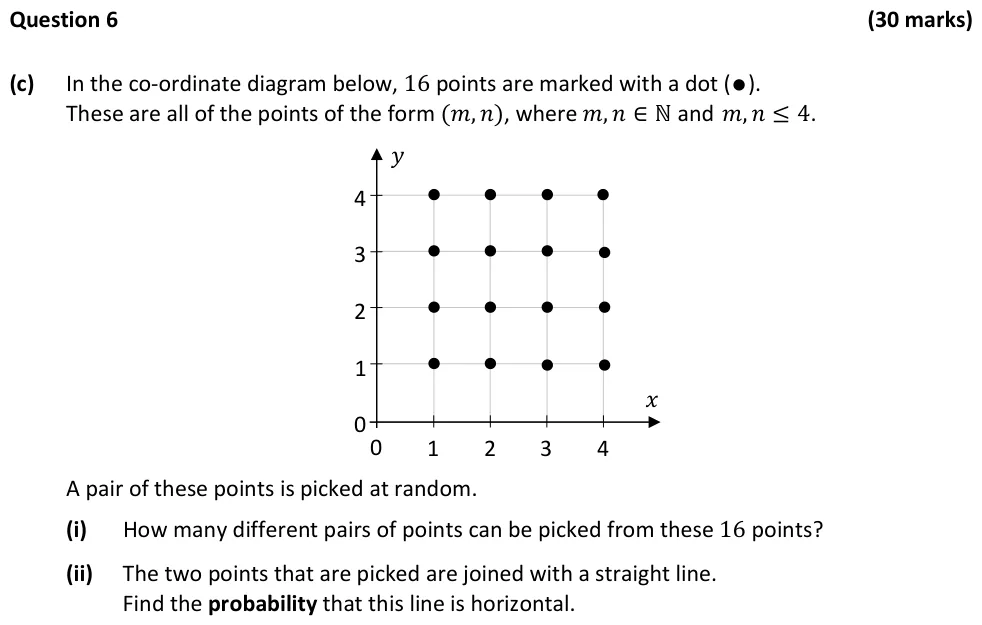 Question 6 (30 marks)
(c) In the co-ordinate diagram below, 16 points are marked with a dot (●).
These are all of the points of the form (m, n), where m, n ∈ ℕ and m, n ≤ 4.
y
4
3
2
1
x
0
0 1 2 3 4
A pair of these points is picked at random.
(i) How many different pairs of points can be picked from these 16 points?
(ii) The two points that are picked are joined with a straight line.
Find the probability that this line is horizontal.